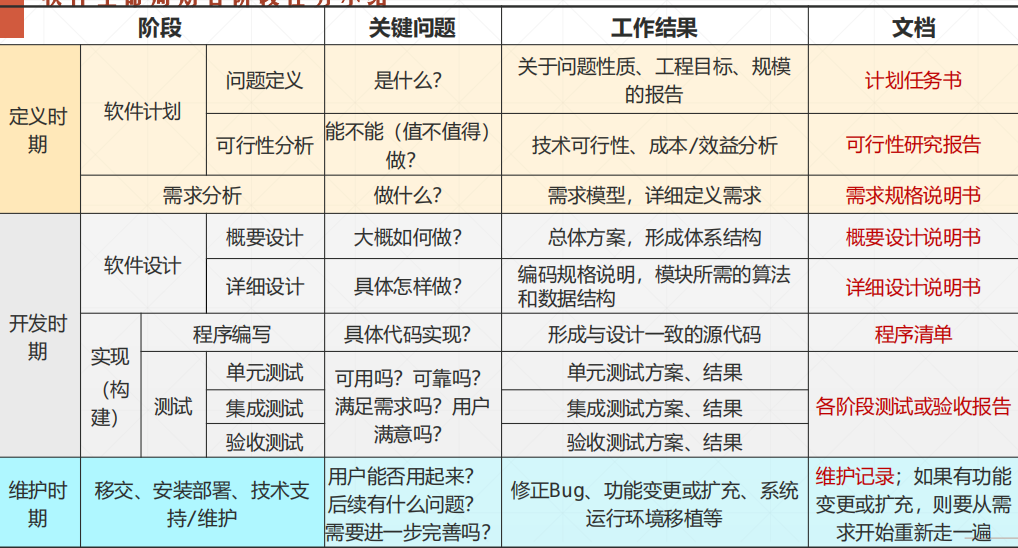 软件生命周期各阶段任务小结
阶段 关键问题 工作结果 文档
定义时
期
软件计划
问题定义 是什么？ 关于问题性质、工程目标、规模
的报告
计划任务书
可行性分析 能不能（值不值得）
做？
技术可行性、成本/效益分析 可行性研究报告
需求分析 做什么？ 需求模型，详细定义需求 需求规格说明书
开发时
期
软件设计
概要设计 大概如何做？ 总体方案，形成体系结构 概要设计说明书
详细设计 具体怎样做？ 编码规格说明，模块所需的算法
和数据结构
详细设计说明书
实现
（构
建）
程序编写 具体代码实现？ 形成与设计一致的源代码 程序清单
测试
单元测试
集成测试
验收测试
可用吗？可靠吗？
满足需求吗？用户
满意吗？
单元测试方案、结果
集成测试方案、结果
验收测试方案、结果
各阶段测试或验收报告
维护时
期
移交、安装部署、技术支
持/维护
用户能否用起来？
后续有什么问题？
需要进一步完善吗？
修正Bug、功能变更或扩充、系统
运行环境移植等
维护记录；如果有功能
变更或扩充，则要从需
求开始重新走一遍